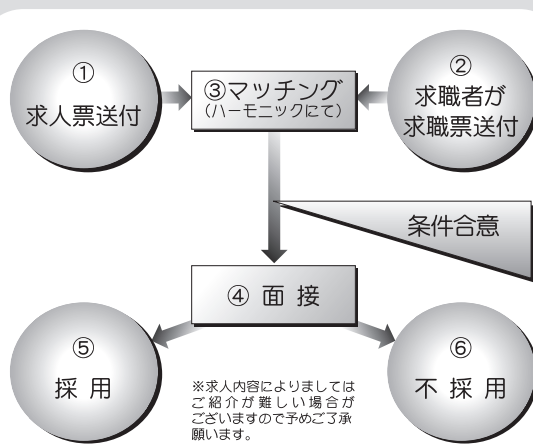 ①
求人票送付
③マッチング
(ハーモニックにて)
②
求職者が
求職票送付
条件合意
④ 面 接
⑤
採 用
⑥
不 採 用
※求人内容によりましては
ご紹介が難しい場合が
ございますので予めご了承
願います。